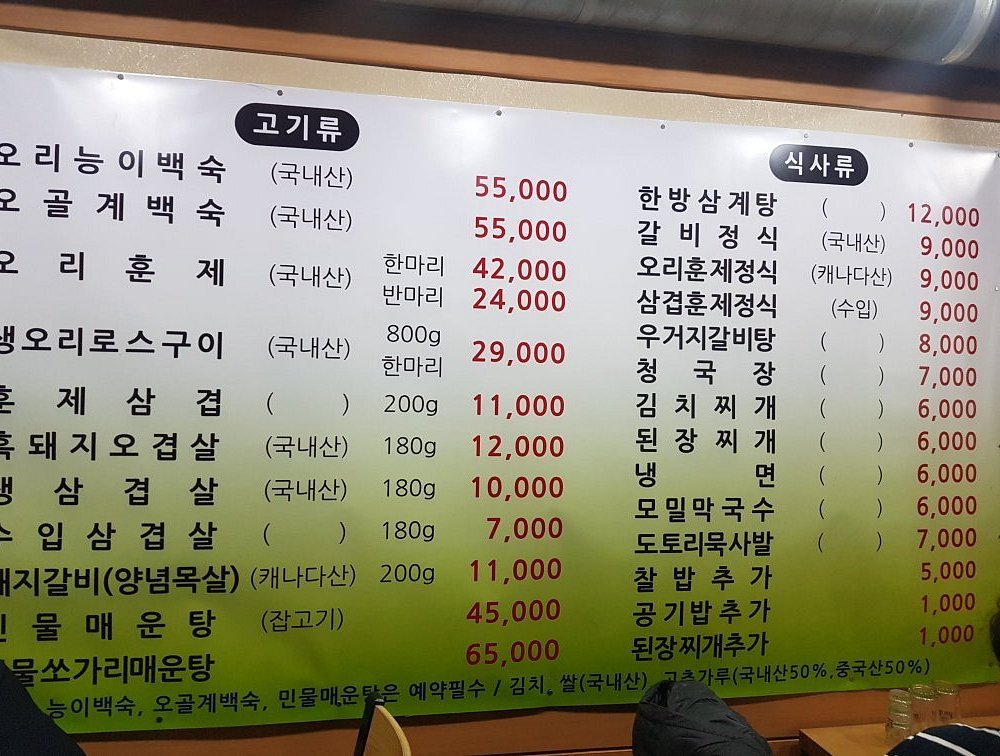 고기류
오리능이백숙 (국내산) 55,000
오골계백숙 (국내산) 55,000
오리훈제 (국내산) 한마리 42,000
반마리 24,000
생오리로스구이 (국내산) 800g 한마리 29,000
훈제삼겹 ( ) 200g 11,000
흑돼지오겹살 (국내산) 180g 12,000
생삼겹살 (국내산) 180g 10,000
수입삼겹살 ( ) 180g 7,000
돼지갈비(양념목살) (캐나다산) 200g 11,000
민물매운탕 (잡고기) 45,000
물쏘가리매운탕 65,000
식사류
한방삼계탕 ( ) 12,000
갈비정식 (국내산) 9,000
오리훈제정식 (캐나다산) 9,000
삼겹훈제정식 (수입) 9,000
우거지갈비탕 ( ) 8,000
청국장 ( ) 7,000
김치찌개 ( ) 6,000
된장찌개 ( ) 6,000
냉면 ( ) 6,000
모밀막국수 ( ) 6,000
도토리묵사발 ( ) 7,000
찰밥추가 5,000
공기밥추가 1,000
된장찌개추가 1,000
능이백숙, 오골계백숙, 민물매운탕은 예약필수 / 김치, 쌀(국내산) 고추가루(국내산50%,중국산50%)